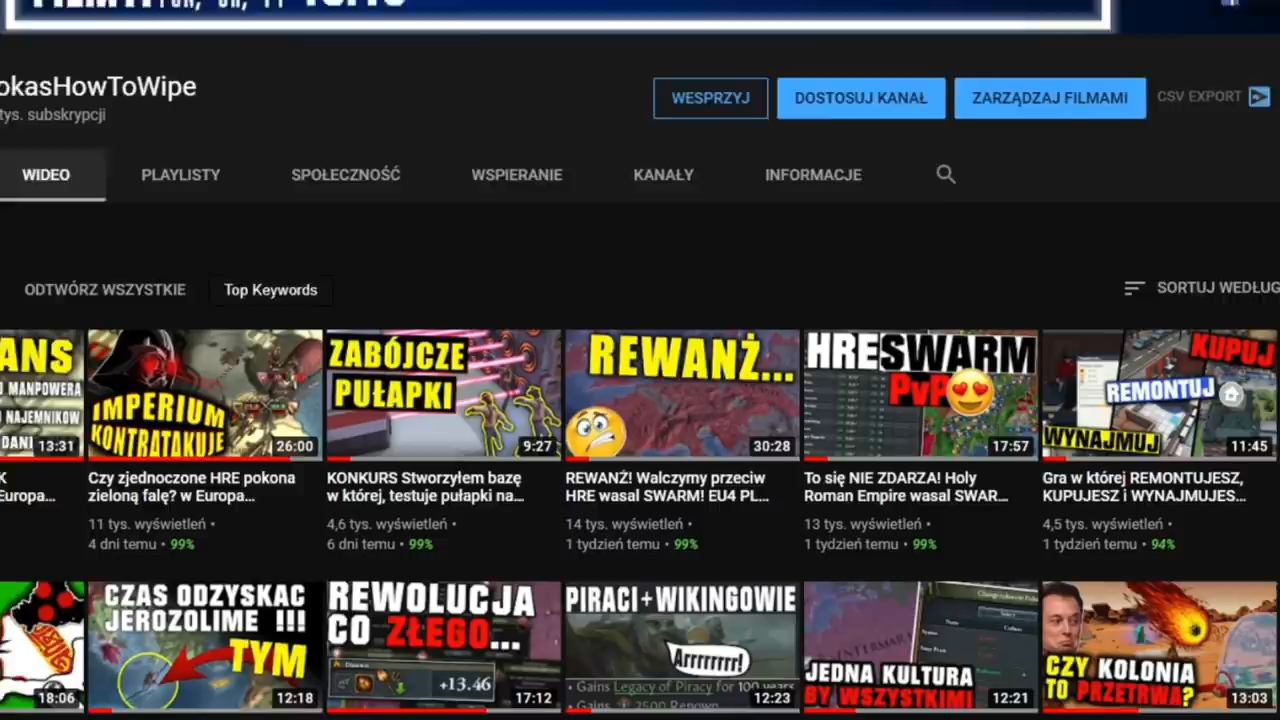 okasHowToWipe
tys. subskrypcji
WESPRZYJ
DOSTOSUJ KANAŁ
ZARZĄDZAJ FILMAMI
CSV EXPORT
WIDEO
PLAYLISTY
SPOŁECZNOŚĆ
WSPIERANIE
KANAŁY
INFORMACJE
ODTWÓRZ WSZYSTKIE
Top Keywords
SORTUJ WEDŁUG
ANS
MANPOWERA
NAJEMNIKOW
DANI
13:31
IMPERIUM
KONTRATAKUJE
26:00
ZABÓJCZE
PUŁAPKI
9:27
REWANŻ...
30:28
HRESWARM
PvP
17:57
KUPUJ
REMONTUJ
WYNAJMUJ
11:45
K
Europa...
Czy zjednoczone HRE pokona
zieloną falę? w Europa...
11 tys. wyświetleń •
4 dni temu • 99%
KONKURS Stworzyłem bazę
w której, testuje pułapki na...
4,6 tys. wyświetleń •
6 dni temu • 99%
REWANŻ! Walczymy przeciw
HRE wasal SWARM! EU4 PL...
14 tys. wyświetleń •
1 tydzień temu • 99%
To się NIE ZDARZA! Holy
Roman Empire wasal SWAR...
13 tys. wyświetleń •
1 tydzień temu • 99%
Gra w której REMONTUJESZ,
KUPUJESZ i WYNAJMUJES...
4,5 tys. wyświetleń •
1 tydzień temu • 94%
18:06
CZAS ODZYSKAC
JEROZOLIME !!!
TYM
12:18
REWOLUCJA
CO ZŁEGO...
+13.46
17:12
PIRACI+WIKINGOWIE
Arrrrrrr!
• Gains Legacy of Piracy for 100 years
• Gains 2500 Renown
12:23
JEDNA KULTURA
BY WSZYSTKIMI
12:21
CZY KOLONIA
TO PRZETRWA?
13:03